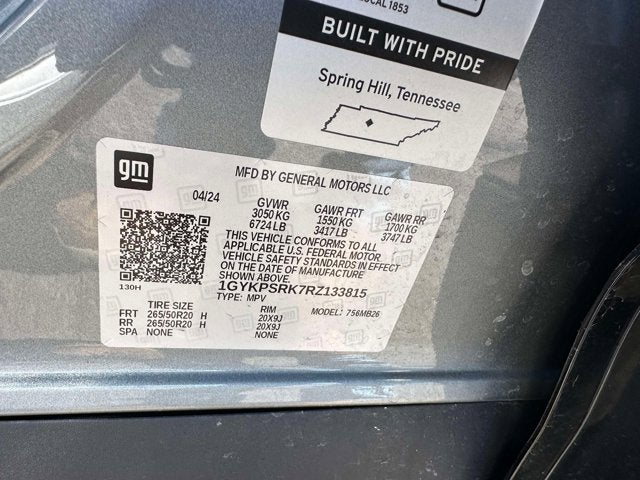 LOCAL 1853
BUILT WITH PRIDE
Spring Hill, Tennessee
gm
MFD BY GENERAL MOTORS LLC
04/24 GVWR GAWR FRT GAWR RR
3050 KG 1550 KG 1700 KG
6724 LB 3417 LB 3747 LB
THIS VEHICLE CONFORMS TO ALL
APPLICABLE U.S. FEDERAL MOTOR
VEHICLE SAFETY STANDARDS IN EFFECT
ON THE DATE OF MANUFACTURE
SHOWN ABOVE.
1GYKPSRK7RZ133815
130H TYPE: MPV MODEL: 756MB26
TIRE SIZE RIM
FRT 265/50R20 H 20X9J
RR 265/50R20 H 20X9J
SPA NONE NONE